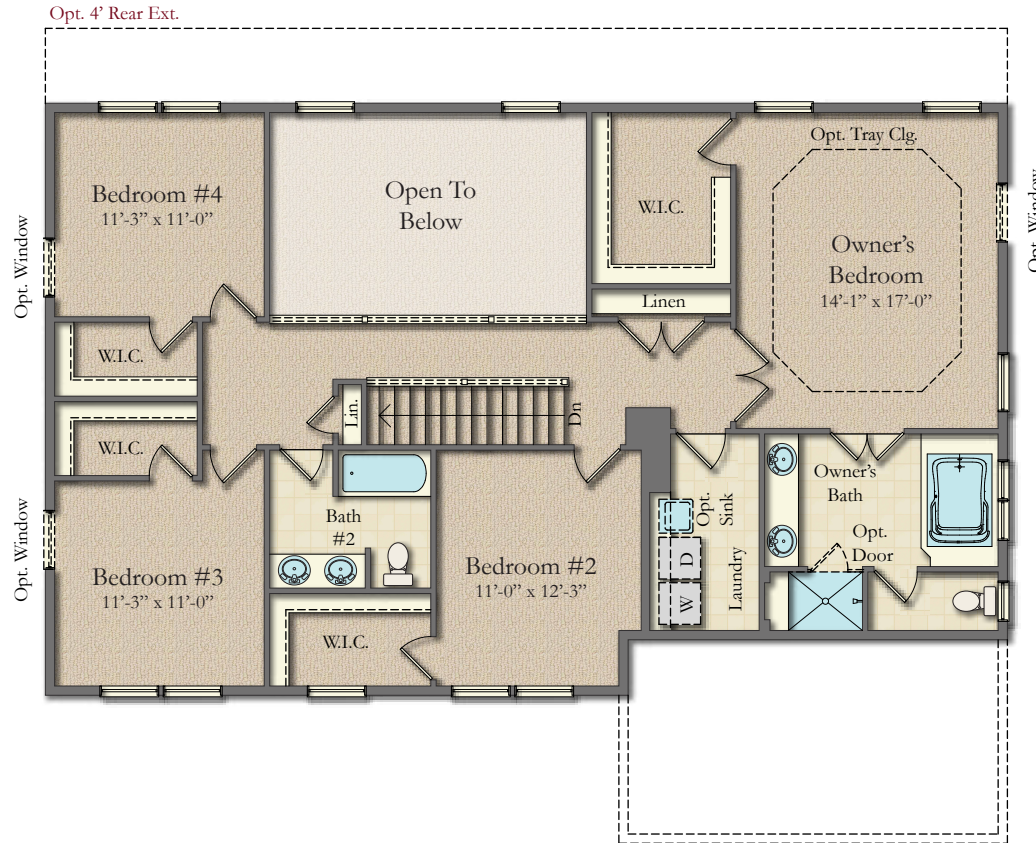 Opt. 4’ Rear Ext.
Opt. Tray Clg.
Bedroom #4
11’-3” x 11’-0”
Open To
Below
W.I.C.
Opt. Window
Opt. Window
Owner’s
Bedroom
14’-1” x 17’-0”
Linen
W.I.C.
Lin.
Dn
W.I.C.
Owner’s
Bath
Opt. Window
Opt.
Sink
Bath
#2
Opt.
Door
D
Bedroom #3
11’-3” x 11’-0”
Bedroom #2
11’-0” x 12’-3”
Laundry
W
W.I.C.